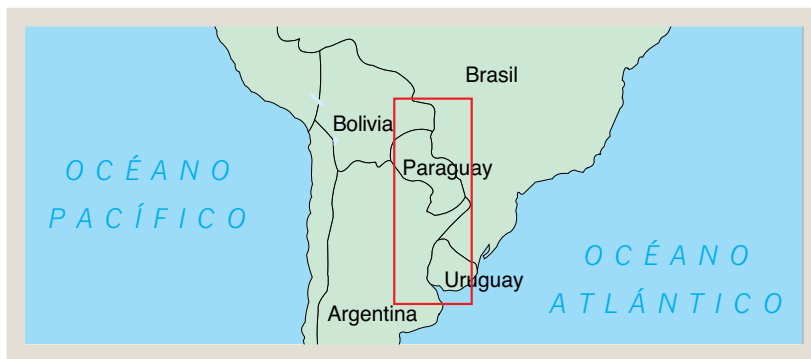 Brasil
Bolivia
Paraguay
OCÉANO
PACÍFICO
Uruguay
OCÉANO
ATLÁNTICO
Argentina